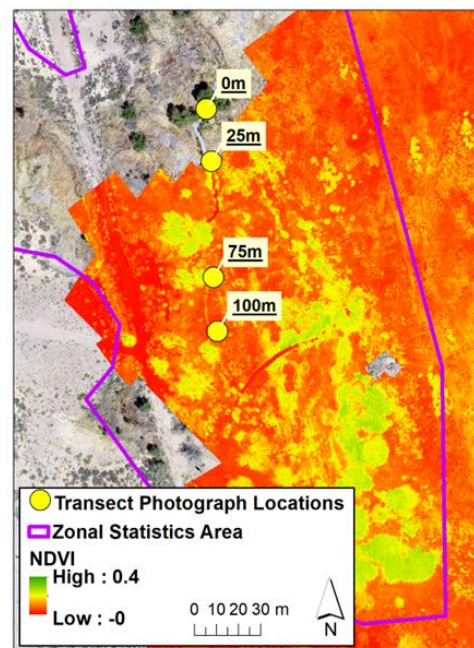 0m
25m
75m
100m
Transect Photograph Locations
Zonal Statistics Area
NDVI
High : 0.4
Low : -0
0 10 20 30 m
N